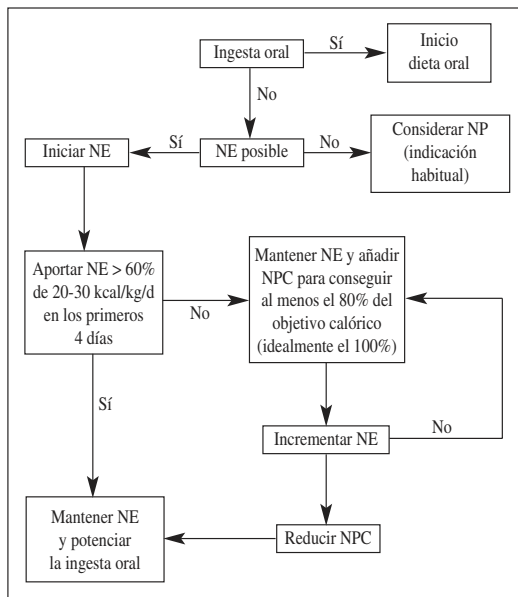 Ingesta oral
Sí
Inicio
dieta oral
No
Iniciar NE
Sí
NE posible
No
Considerar NP
(indicación
habitual)
Aportar NE > 60%
de 20-30 kcal/kg/d
en los primeros
4 días
No
Mantener NE y añadir
NPC para conseguir
al menos el 80% del
objetivo calórico
(idealmente el 100%)
Sí
Incrementar NE
No
Mantener NE
y potenciar
la ingesta oral
Reducir NPC